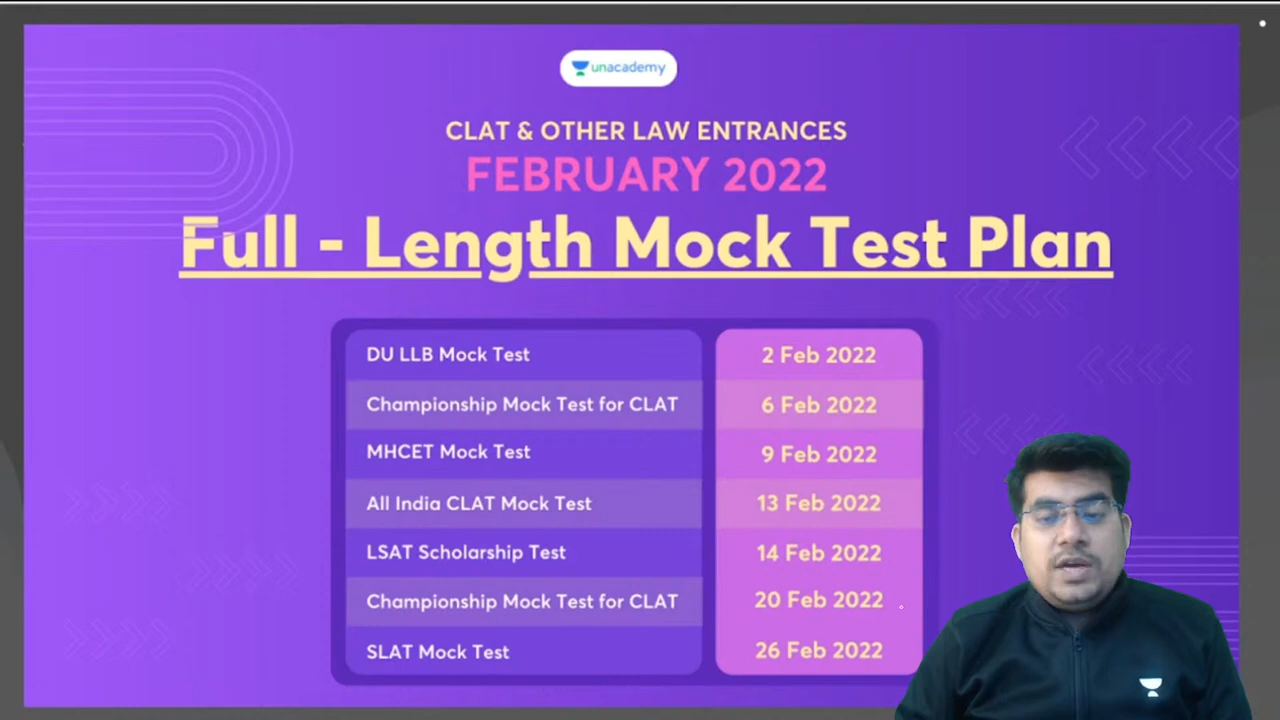 unacademy
CLAT & OTHER LAW ENTRANCES
FEBRUARY 2022
Full - Length Mock Test Plan
DU LLB Mock Test 2 Feb 2022
Championship Mock Test for CLAT 6 Feb 2022
MHCET Mock Test 9 Feb 2022
All India CLAT Mock Test 13 Feb 2022
LSAT Scholarship Test 14 Feb 2022
Championship Mock Test for CLAT 20 Feb 2022
SLAT Mock Test 26 Feb 2022